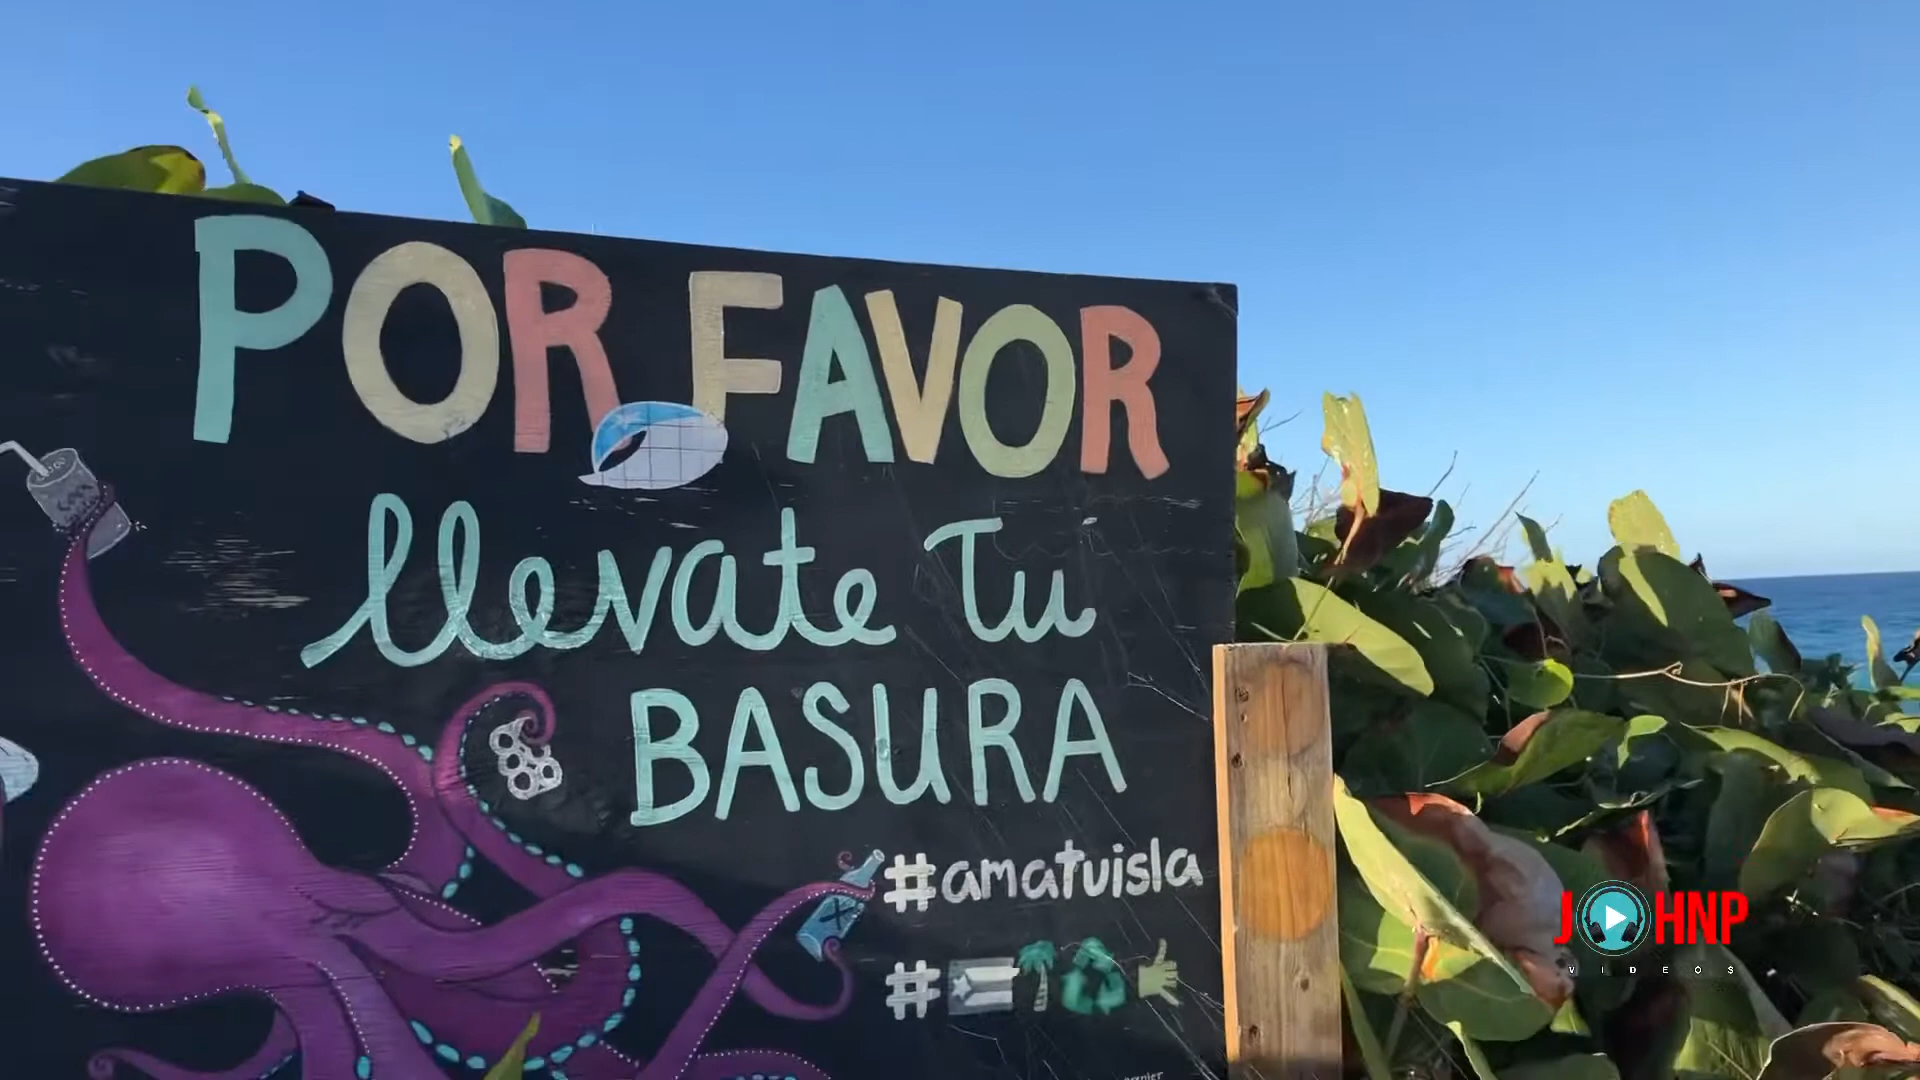 POR FAVOR
llevate Tu
BASURA
#amatuisla
#
JOHNP
VIDEOS